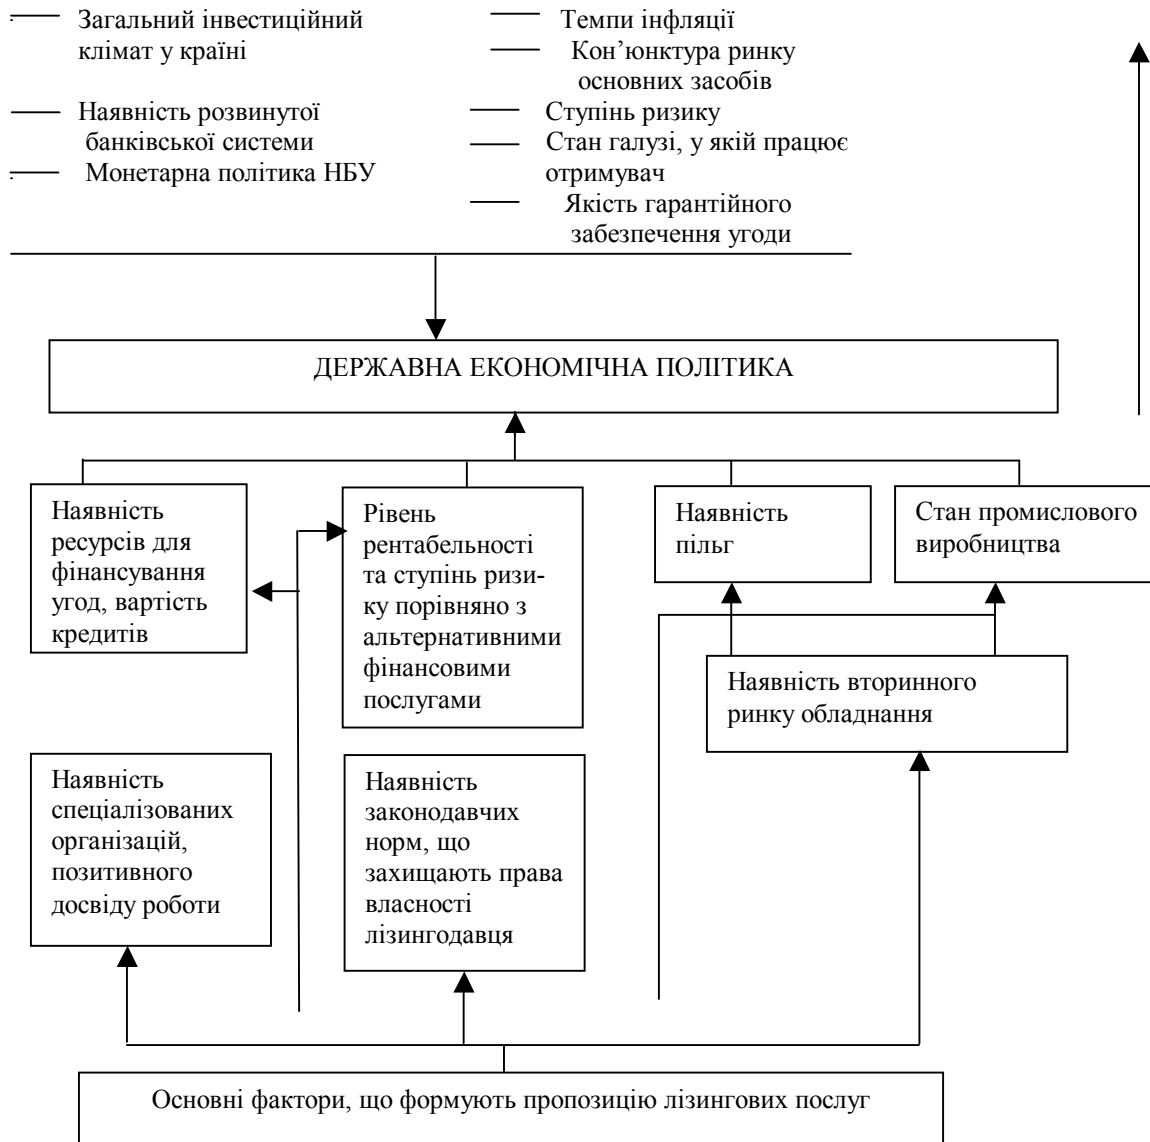 Загальний інвестиційний
клімат у країні
Наявність розвинутої
банківської системи
Монетарна політика НБУ
Темпи інфляції
Кон’юнктура ринку
основних засобів
Ступінь ризику
Стан галузі, у якій працює
отримувач
Якість гарантійного
забезпечення угоди
ДЕРЖАВНА ЕКОНОМІЧНА ПОЛІТИКА
Наявність
ресурсів для
фінансування
угод, вартість
кредитів
Рівень
рентабельності
та ступінь ризи-
ку порівняно з
альтернативними
фінансовими
послугами
Наявність
пільг
Стан промислового
виробництва
Наявність вторинного
ринку обладнання
Наявність
спеціалізованих
організацій,
позитивного
досвіду роботи
Наявність
законодавчих
норм, що
захищають права
власності
лізингодавця
Основні фактори, що формують пропозицію лізингових послуг